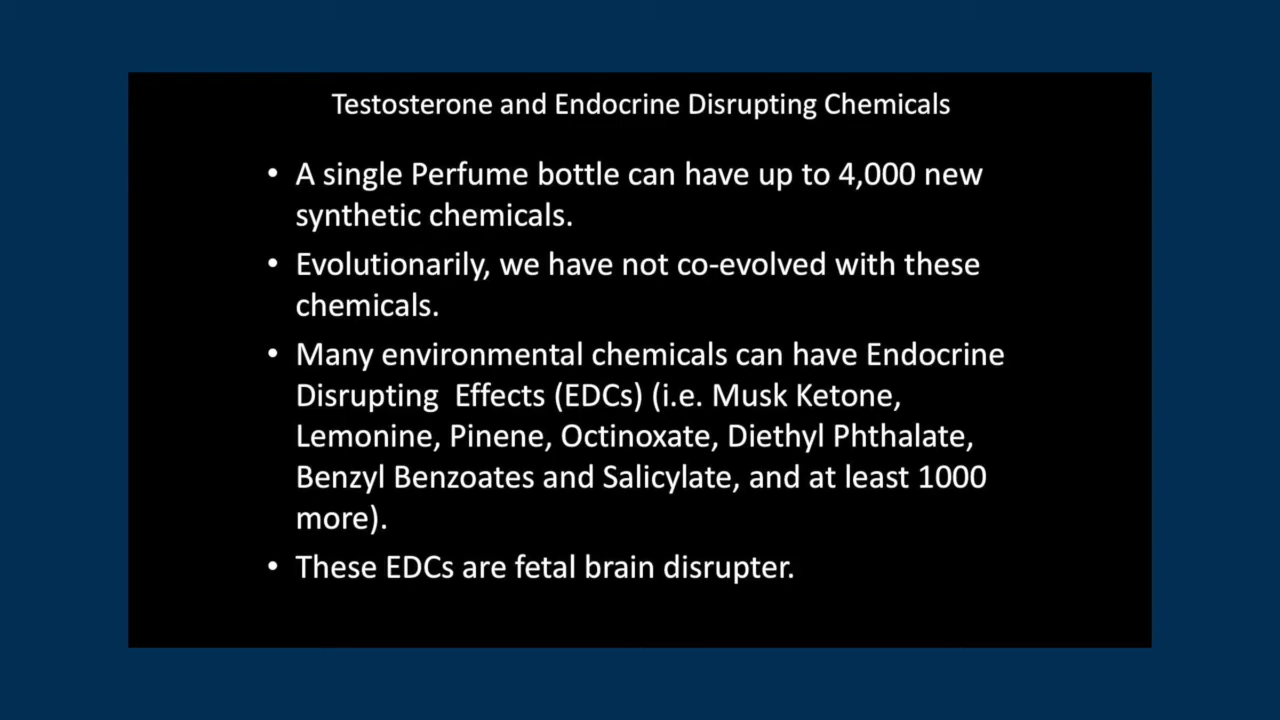 Testosterone and Endocrine Disrupting Chemicals
• A single Perfume bottle can have up to 4,000 new
synthetic chemicals.
• Evolutionarily, we have not co-evolved with these
chemicals.
• Many environmental chemicals can have Endocrine
Disrupting  Effects (EDCs) (i.e. Musk Ketone,
Lemonine, Pinene, Octinoxate, Diethyl Phthalate,
Benzyl Benzoates and Salicylate, and at least 1000
more).
• These EDCs are fetal brain disrupter.